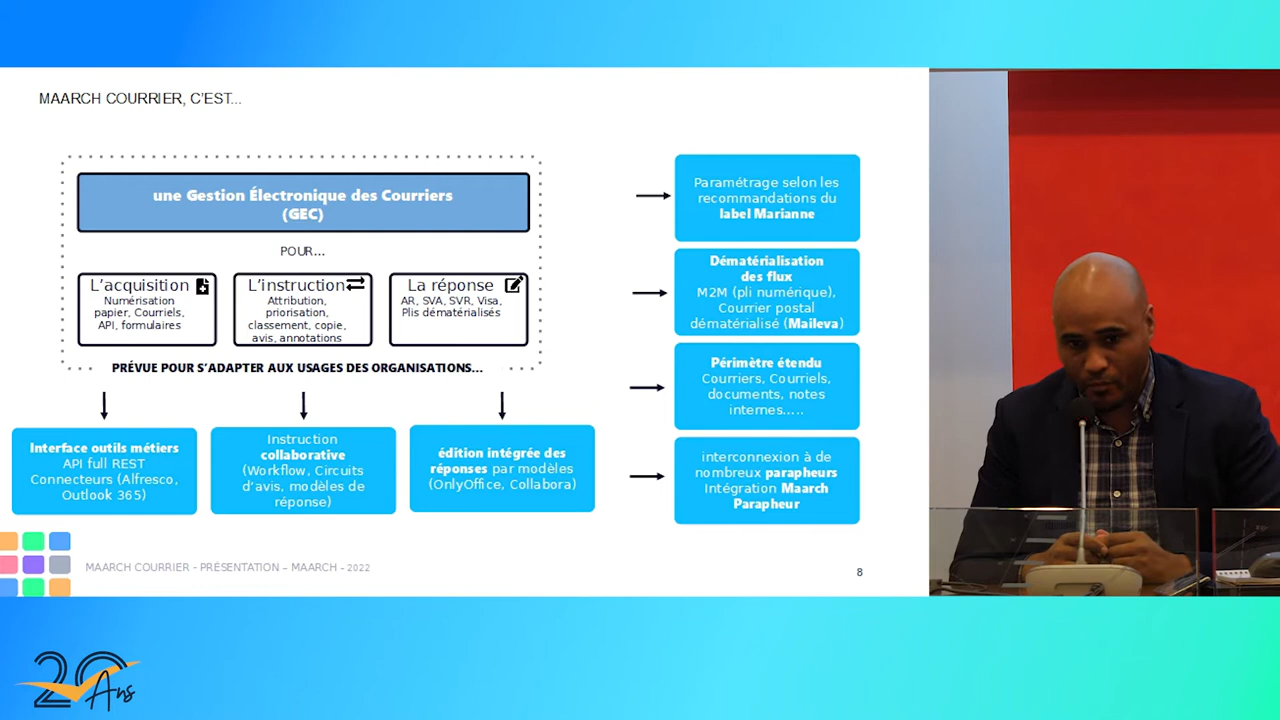 MAARCH COURRIER, C'EST...
une Gestion Électronique des Courriers
(GEC)
POUR...
L'acquisition
Numérisation
papier, Courriels,
API, formulaires
L'instruction
Attribution,
priorisation,
classement, copie,
avis, annotations
La réponse
AR, SVA, SVR, Visa,
Plis dématérialisés
PRÉVUE POUR S'ADAPTER AUX USAGES DES ORGANISATIONS...
Interface outils métiers
API full REST
Connecteurs (Alfresco,
Outlook 365)
Instruction
collaborative
(Workflow, Circuits
d'avis, modèles de
réponse)
édition intégrée des
réponses par modèles
(OnlyOffice, Collabora)
Paramétrage selon les
recommandations du
label Marianne
Dématérialisation
des flux
M2M (pli numérique),
Courrier postal
dématérialisé (Maileva)
Périmètre étendu
Courriers, Courriels,
documents, notes
internes.....
interconnexion à de
nombreux parapheurs
Intégration Maarch
Parapheur
MAARCH COURRIER - PRÉSENTATION – MAARCH - 2022
8
20
Ans